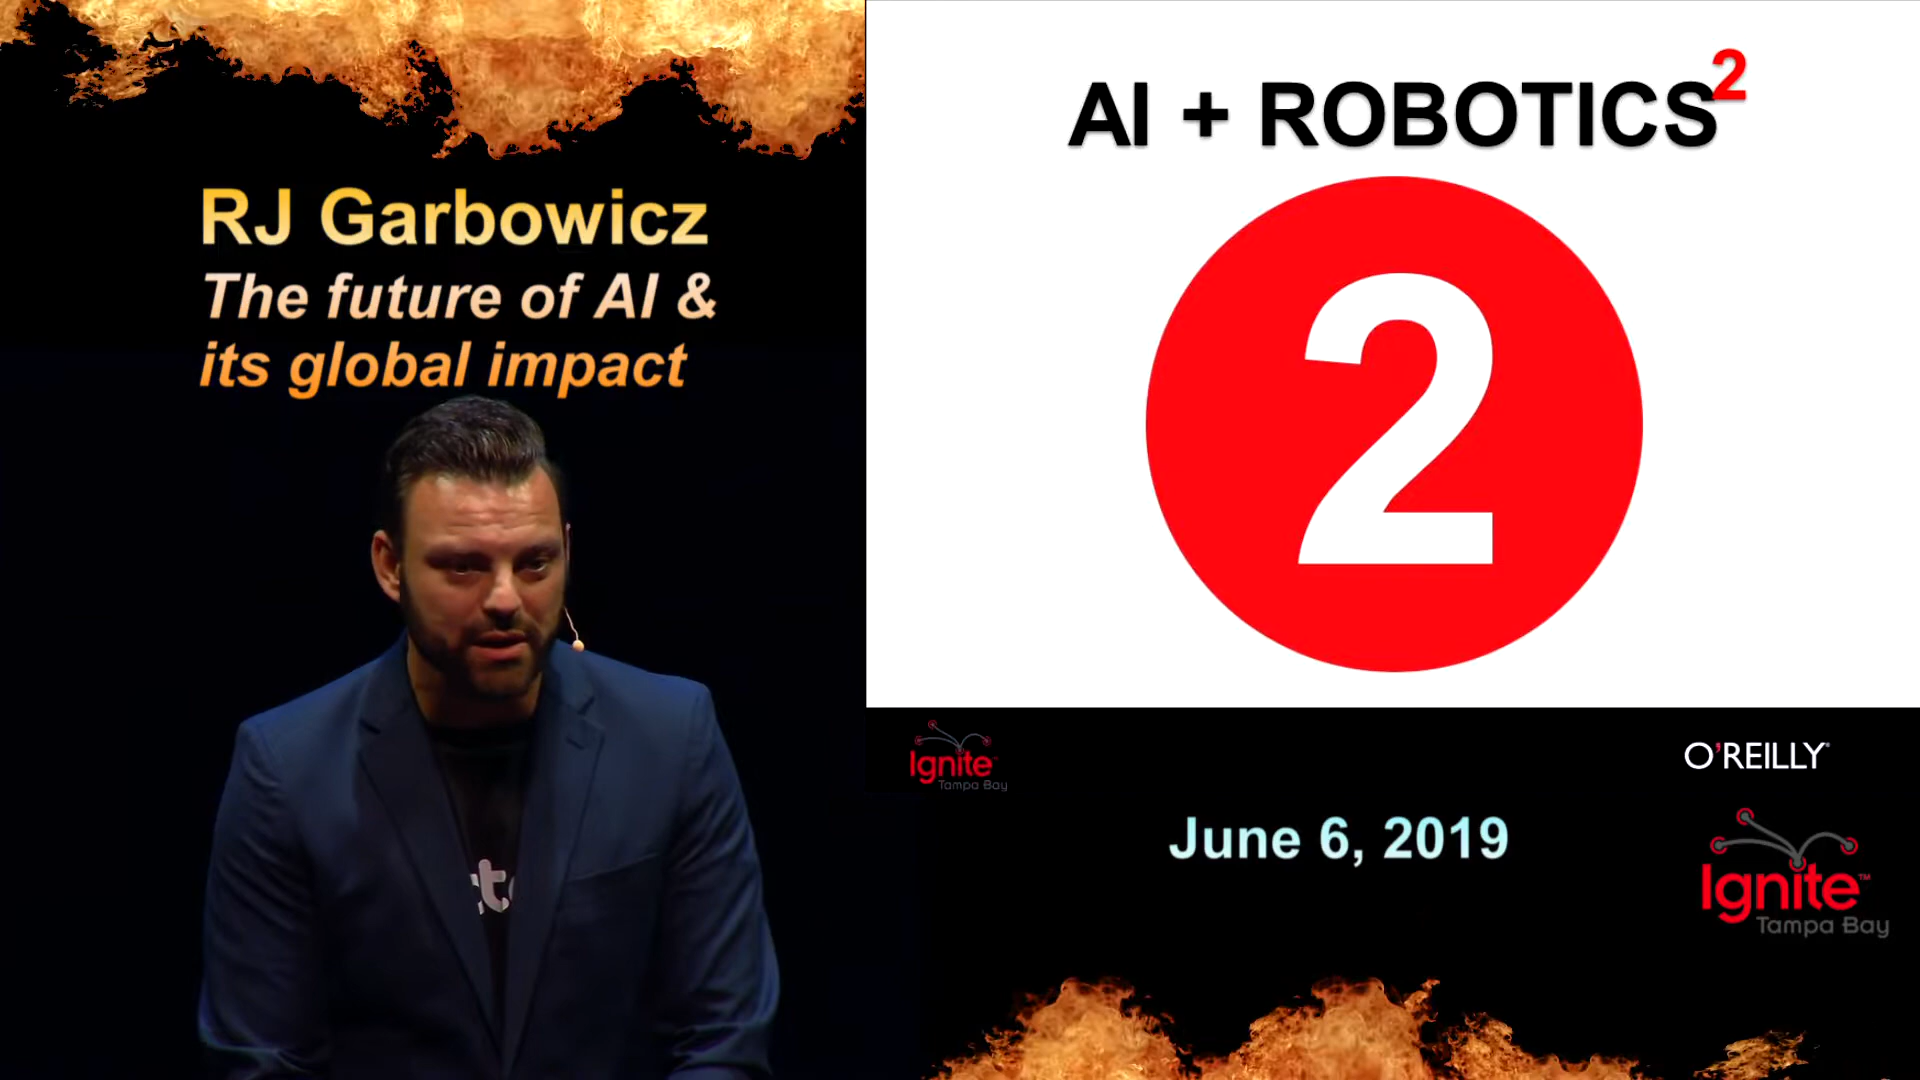 RJ Garbowicz
The future of AI &
its global impact
AI + ROBOTICS²
2
Ignite
Tampa Bay
O'REILLY
June 6, 2019
Ignite™
Tampa Bay